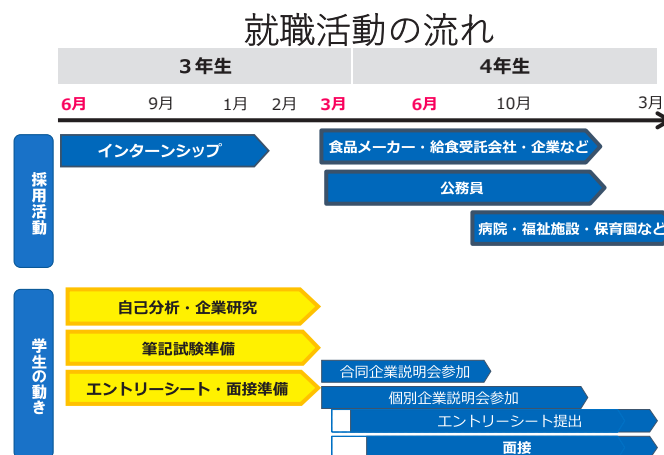 就職活動の流れ
３年生
4年生
6月
9月
1月
2月
3月
6月
10月
3月
採用活動
インターンシップ
食品メーカー・給食受託会社・企業など
公務員
病院・福祉施設・保育園など
学生の動き
自己分析・企業研究
筆記試験準備
エントリーシート・面接準備
合同企業説明会参加
個別企業説明会参加
エントリーシート提出
面接